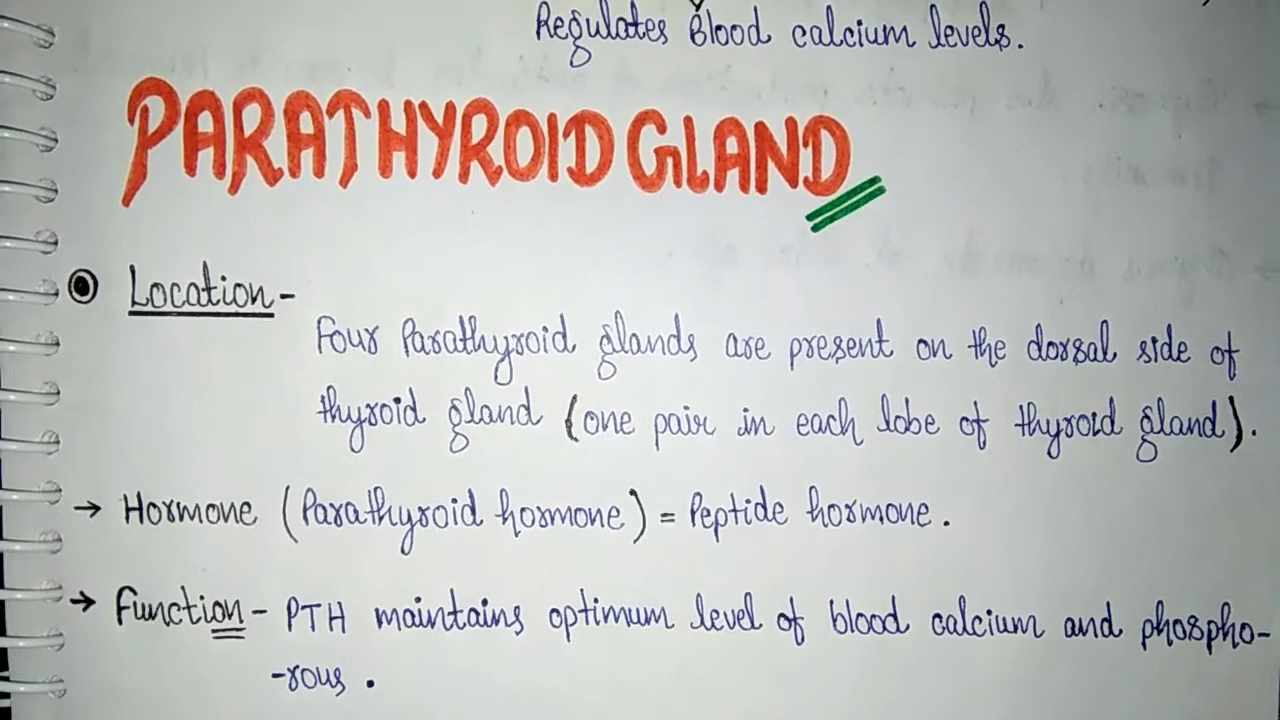 Regulates Blood calcium levels.
PARATHYROID GLAND
Location-
Four Parathyroid glands are present on the dorsal side of
thyroid gland (one pair in each lobe of thyroid gland).
→ Hormone (Parathyroid hormone) = Peptide hormone.
→ Function- PTH maintains optimum level of blood calcium and phospho-
-rous.